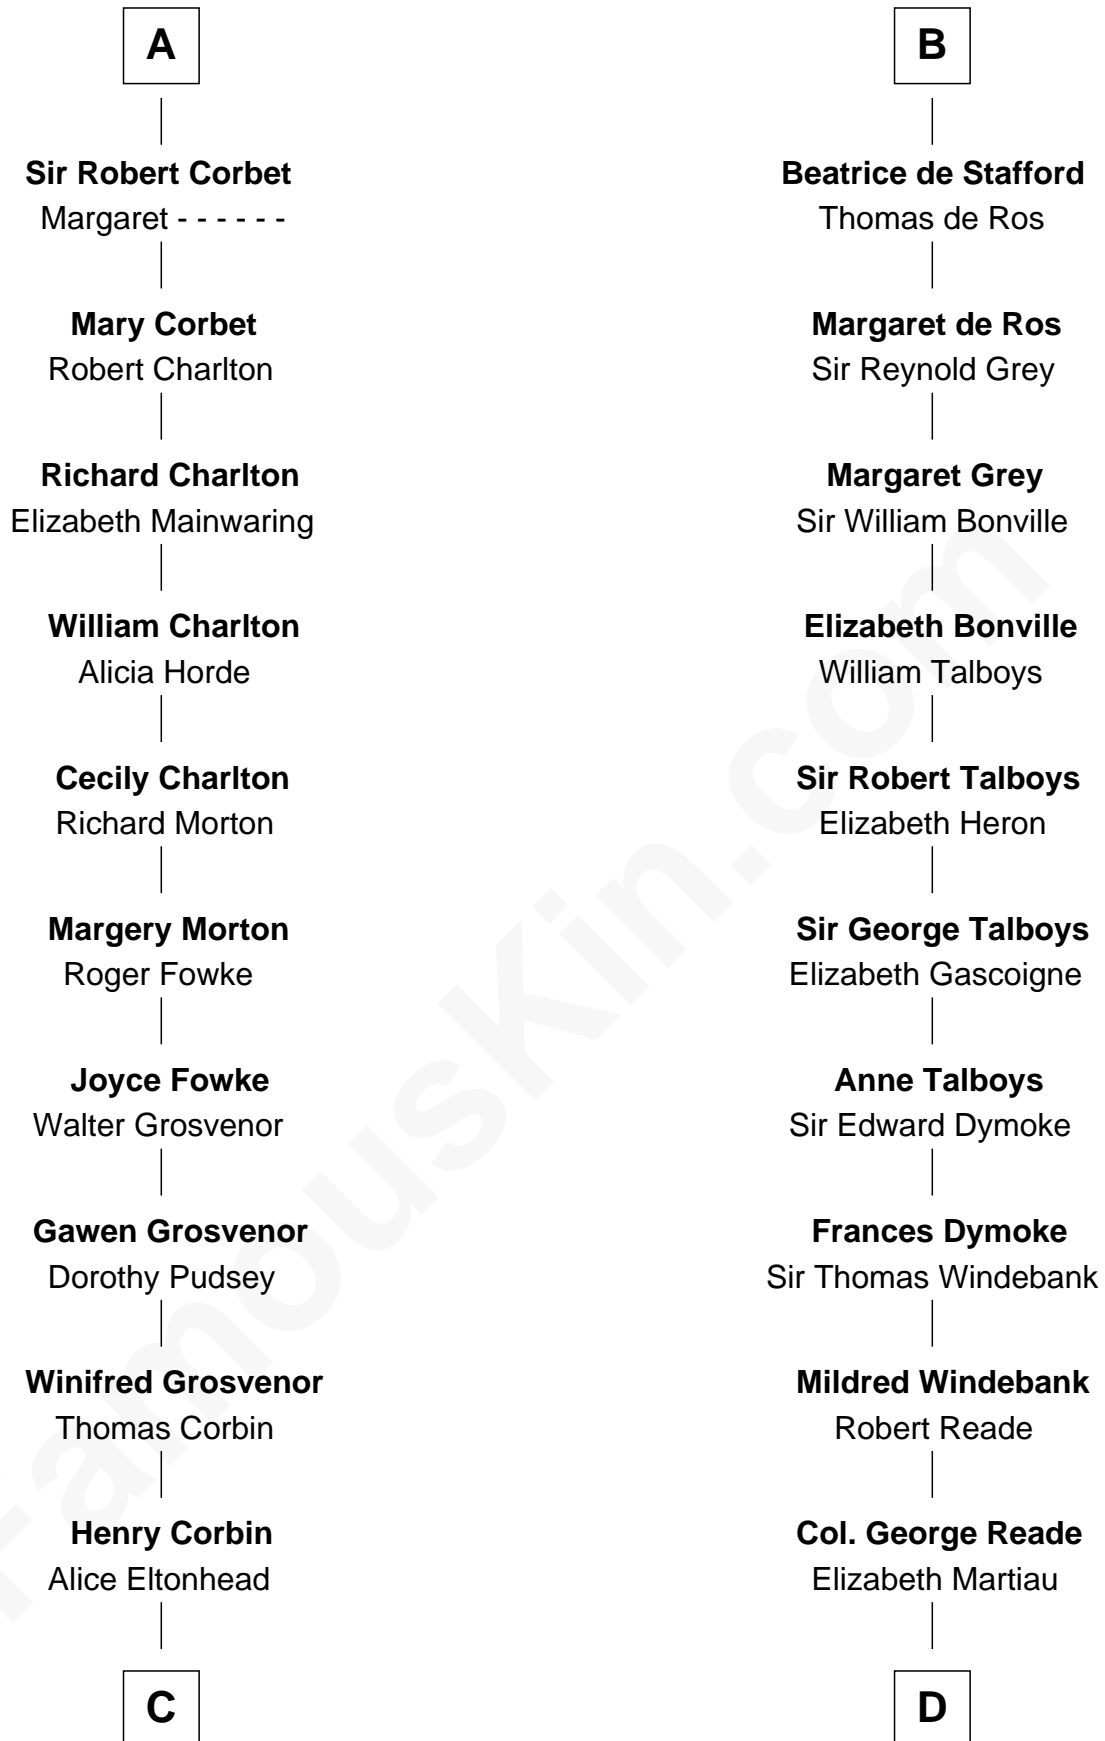 A
Sir Robert Corbet
Margaret - - - - - -
Mary Corbet
Robert Charlton
Richard Charlton
Elizabeth Mainwaring
William Charlton
Alicia Horde
Cecily Charlton
Richard Morton
Margery Morton
Roger Fowke
Joyce Fowke
Walter Grosvenor
Gawen Grosvenor
Dorothy Pudsey
Winifred Grosvenor
Thomas Corbin
Henry Corbin
Alice Eltonhead
C
B
Beatrice de Stafford
Thomas de Ros
Margaret de Ros
Sir Reynold Grey
Margaret Grey
Sir William Bonville
Elizabeth Bonville
William Talboys
Sir Robert Talboys
Elizabeth Heron
Sir George Talboys
Elizabeth Gascoigne
Anne Talboys
Sir Edward Dymoke
Frances Dymoke
Sir Thomas Windebank
Mildred Windebank
Robert Reade
Col. George Reade
Elizabeth Martiau
D
FamousKin.com